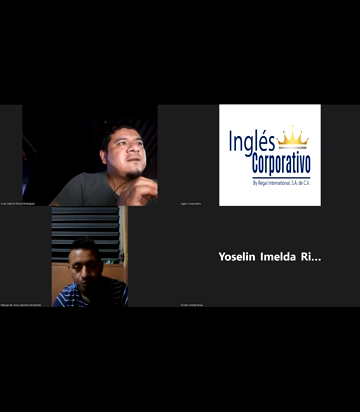 Inglés
Corporativo
By Regal International, S.A. de C.V.
Yoselin Imelda Ri...